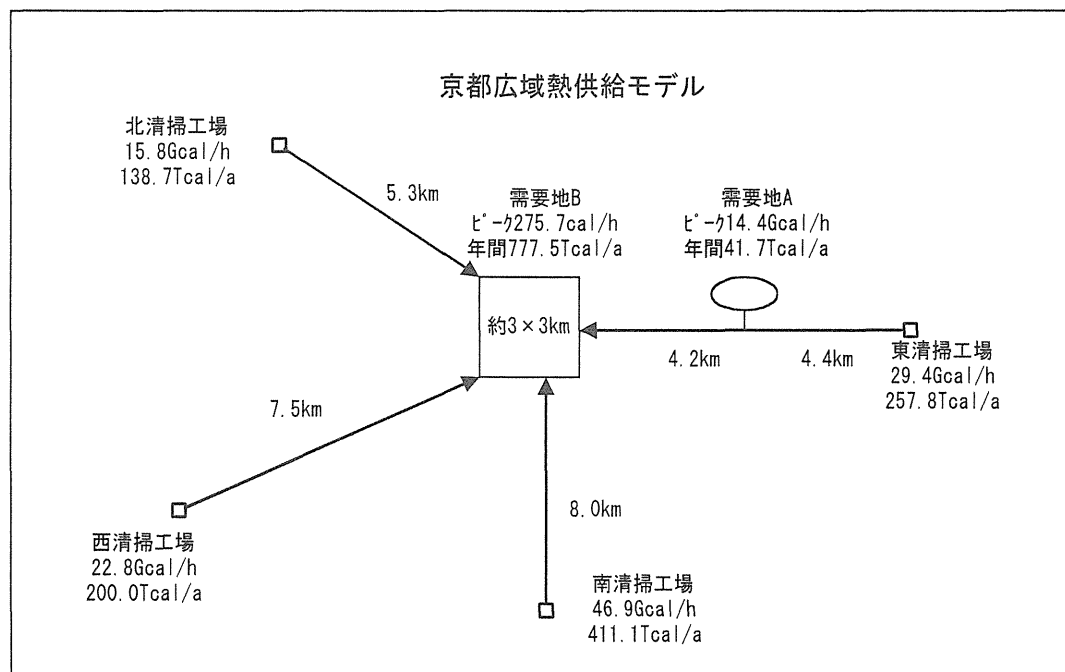 京都広域熱供給モデル
北清掃工場
15.8Gcal/h
138.7Tcal/a
5.3km
需要地B
ﾋﾟｰｸ275.7cal/h
年間777.5Tcal/a
需要地A
ﾋﾟｰｸ14.4Gcal/h
年間41.7Tcal/a
約3×3km
4.2km
4.4km
東清掃工場
29.4Gcal/h
257.8Tcal/a
7.5km
8.0km
西清掃工場
22.8Gcal/h
200.0Tcal/a
南清掃工場
46.9Gcal/h
411.1Tcal/a